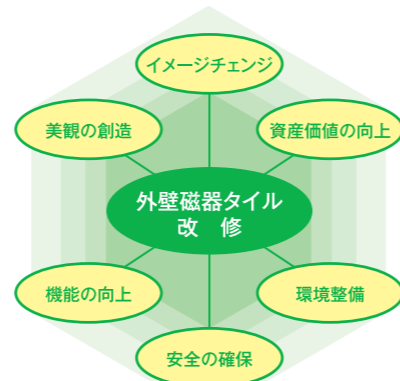 イメージチェンジ
美観の創造
資産価値の向上
外壁磁器タイル
改　修
機能の向上
環境整備
安全の確保